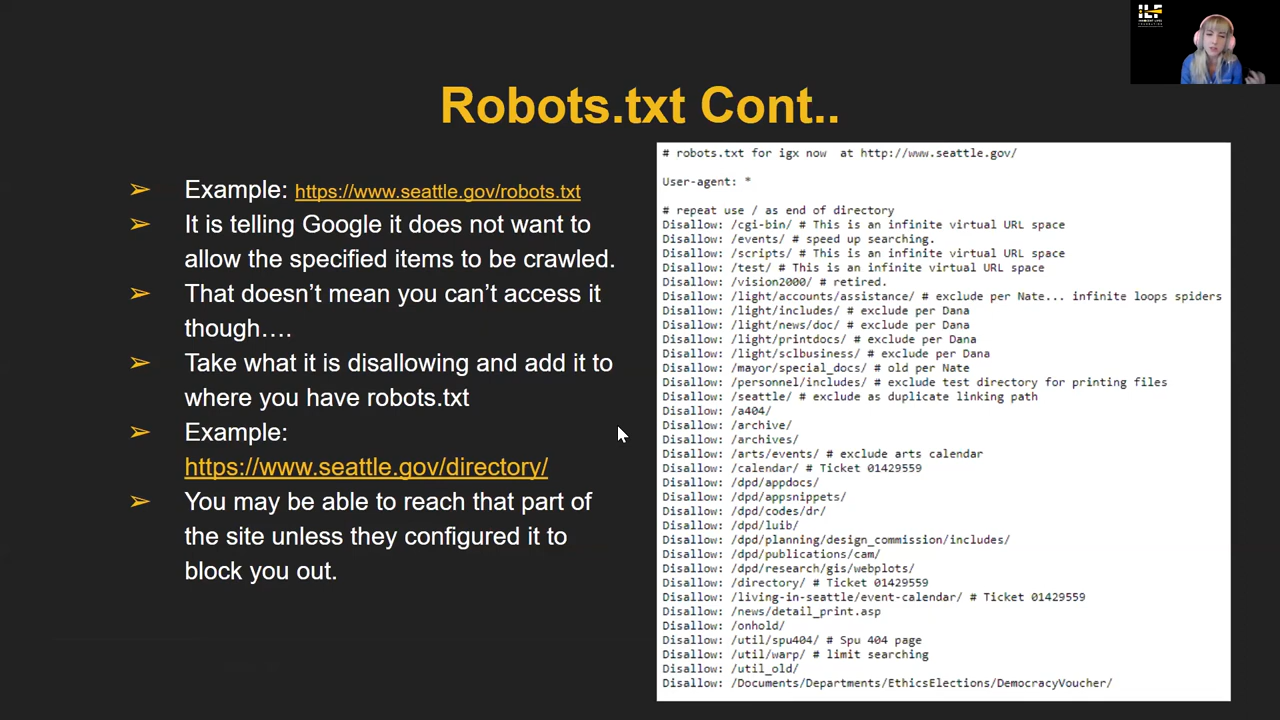 ILF
Robots.txt Cont..
➢ Example: https://www.seattle.gov/robots.txt
➢ It is telling Google it does not want to
allow the specified items to be crawled.
➢ That doesn’t mean you can’t access it
though….
➢ Take what it is disallowing and add it to
where you have robots.txt
➢ Example:
https://www.seattle.gov/directory/
➢ You may be able to reach that part of
the site unless they configured it to
block you out.
# robots.txt for igx now  at http://www.seattle.gov/
User-agent: *
# repeat use / as end of directory
Disallow: /cgi-bin/ # This is an infinite virtual URL space
Disallow: /events/ # speed up searching.
Disallow: /scripts/ # This is an infinite virtual URL space
Disallow: /test/ # This is an infinite virtual URL space
Disallow: /vision2000/ # retired.
Disallow: /light/accounts/assistance/ # exclude per Nate... infinite loops spiders
Disallow: /light/includes/ # exclude per Dana
Disallow: /light/news/doc/ # exclude per Dana
Disallow: /light/printdocs/ # exclude per Dana
Disallow: /light/sclbusiness/ # exclude per Dana
Disallow: /mayor/special_docs/ # old per Nate
Disallow: /personnel/includes/ # exclude test directory for printing files
Disallow: /seattle/ # exclude as duplicate linking path
Disallow: /a404/
Disallow: /archive/
Disallow: /archives/
Disallow: /arts/events/ # exclude arts calendar
Disallow: /calendar/ # Ticket 01429559
Disallow: /dpd/appdocs/
Disallow: /dpd/appsnippets/
Disallow: /dpd/codes/dr/
Disallow: /dpd/luib/
Disallow: /dpd/planning/design_commission/includes/
Disallow: /dpd/publications/cam/
Disallow: /dpd/research/gis/webplots/
Disallow: /directory/ # Ticket 01429559
Disallow: /living-in-seattle/event-calendar/ # Ticket 01429559
Disallow: /news/detail_print.asp
Disallow: /onhold/
Disallow: /util/spu404/ # Spu 404 page
Disallow: /util/warp/ # limit searching
Disallow: /util_old/
Disallow: /Documents/Departments/EthicsElections/DemocracyVoucher/